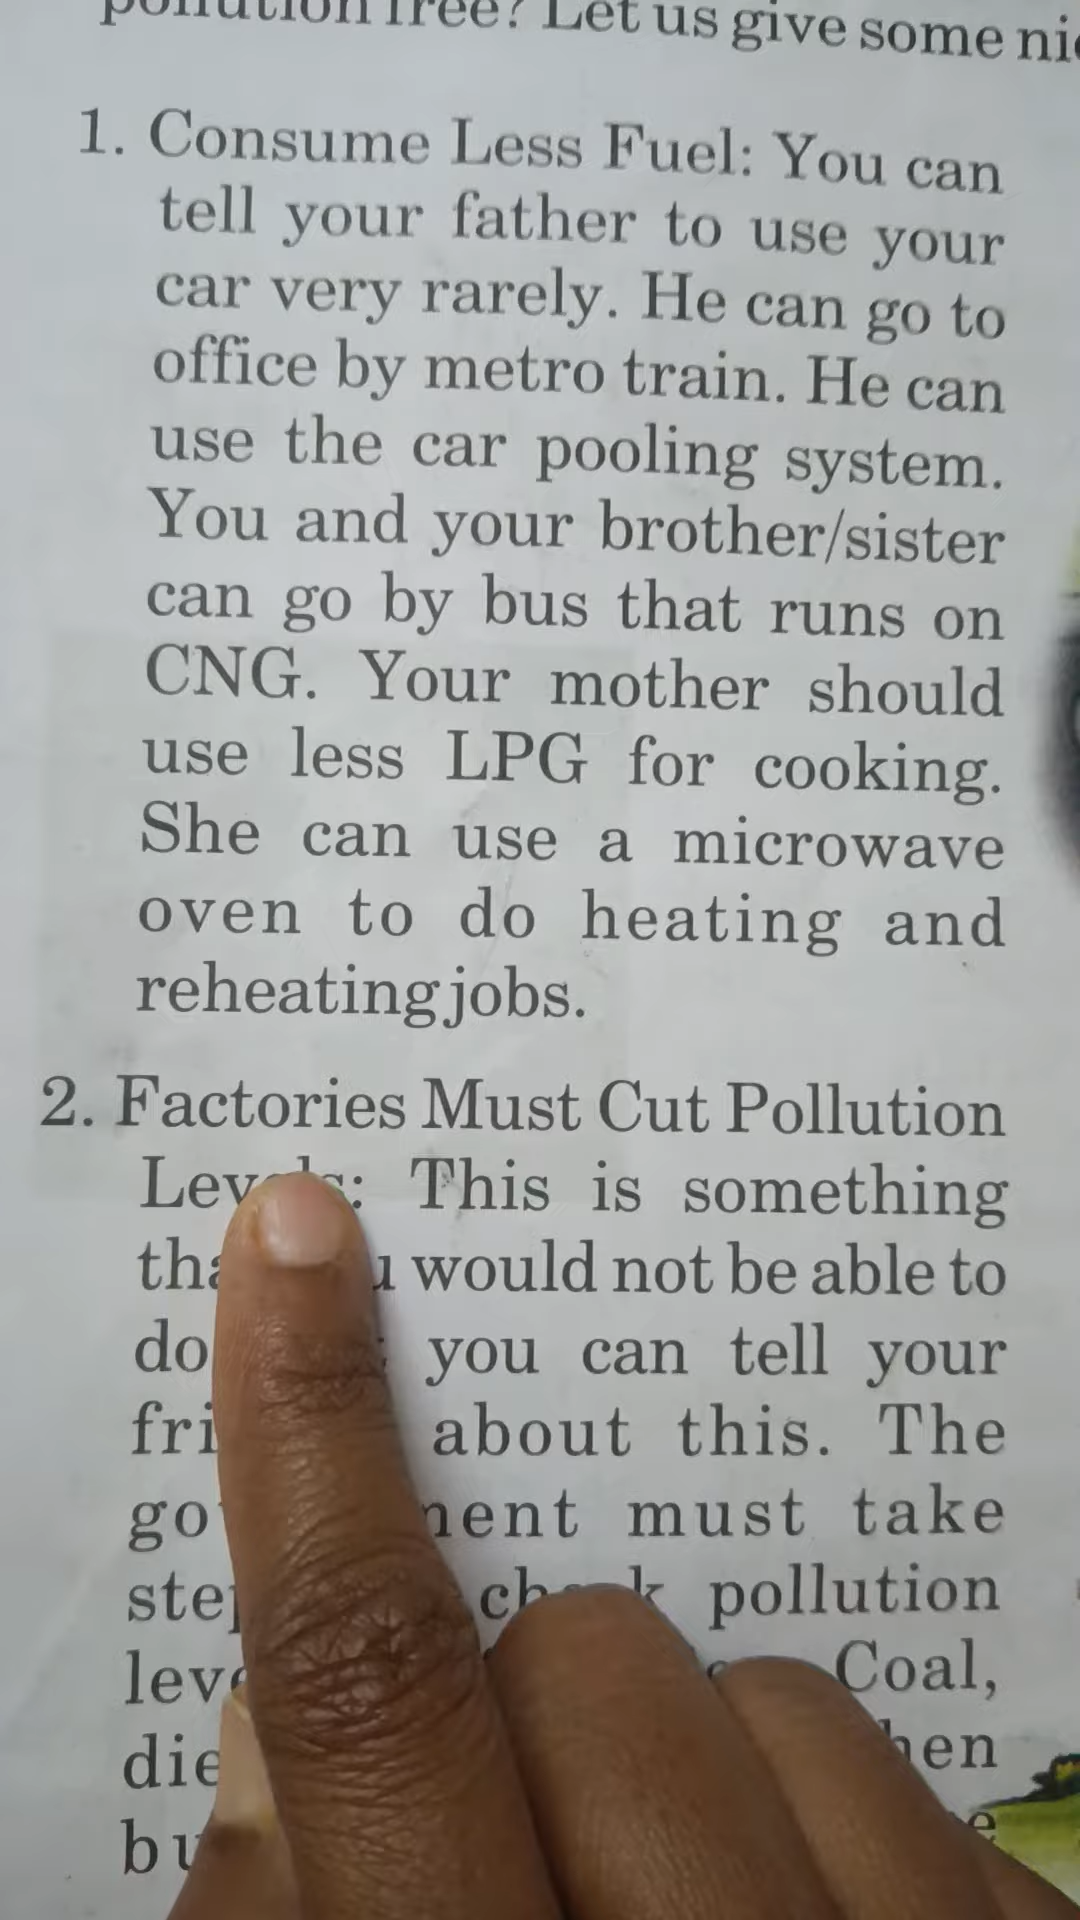 pollution free? Let us give some
1. Consume Less Fuel: You can
tell your father to use your
car very rarely. He can go to
office by metro train. He can
use the car pooling system.
You and your brother/sister
can go by bus that runs on
CNG. Your mother should
use less LPG for cooking.
She can use a microwave
oven to do heating and
reheating jobs.
2. Factories Must Cut Pollution
Levels: This is something
would not be able to
do you can tell your
about this. The
must take
pollution
Coal,